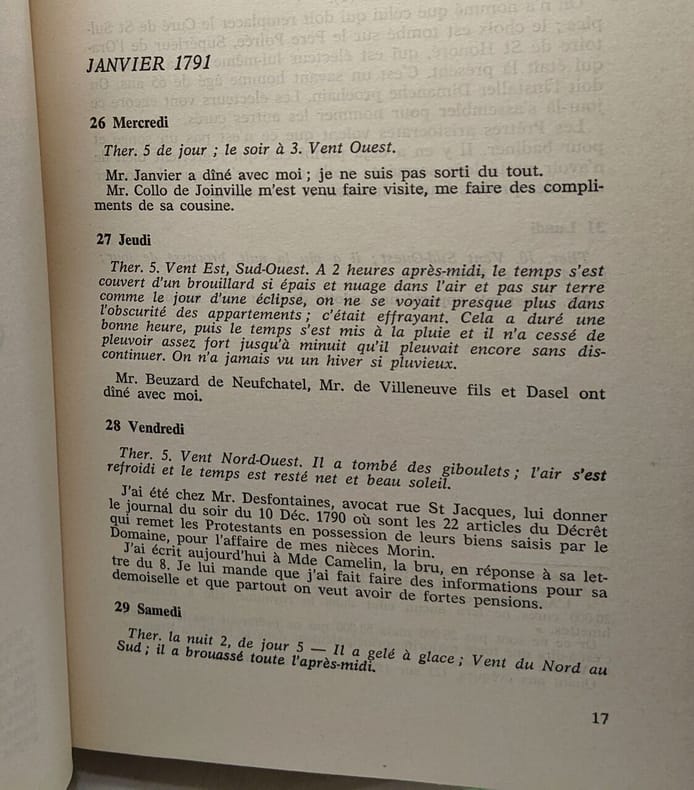 JANVIER 1791
26 Mercredi
Ther. 5 de jour ; le soir à 3. Vent Ouest.
Mr. Janvier a dîné avec moi ; je ne suis pas sorti du tout.
Mr. Collo de Joinville m'est venu faire visite, me faire des compli-
ments de sa cousine.
27 Jeudi
Ther. 5. Vent Est, Sud-Ouest. A 2 heures après-midi, le temps s'est
couvert d'un brouillard si épais et nuage dans l'air et pas sur terre
comme le jour d'une éclipse, on ne se voyait presque plus dans
l'obscurité des appartements ; c'était effrayant. Cela a duré une
bonne heure, puis le temps s'est mis à la pluie et il n'a cessé de
pleuvoir assez fort jusqu'à minuit qu'il pleuvait encore sans dis-
continuer. On n'a jamais vu un hiver si pluvieux.
Mr. Beuzard de Neufchatel, Mr. de Villeneuve fils et Dasel ont
dîné avec moi.
28 Vendredi
Ther. 5. Vent Nord-Ouest. Il a tombé des giboulets ; l'air s'est
refroidi et le temps est resté net et beau soleil.
J'ai été chez Mr. Desfontaines, avocat rue St Jacques, lui donner
le journal du soir du 10 Déc. 1790 où sont les 22 articles du Décrêt
qui remet les Protestants en possession de leurs biens saisis par le
Domaine, pour l'affaire de mes nièces Morin.
J'ai écrit aujourd'hui à Mde Camelin, la bru, en réponse à sa let-
tre du 8. Je lui mande que j'ai fait faire des informations pour sa
demoiselle et que partout on veut avoir de fortes pensions.
29 Samedi
Ther. la nuit 2, de jour 5 — Il a gelé à glace ; Vent du Nord au
Sud ; il a brouassé toute l'après-midi.
17